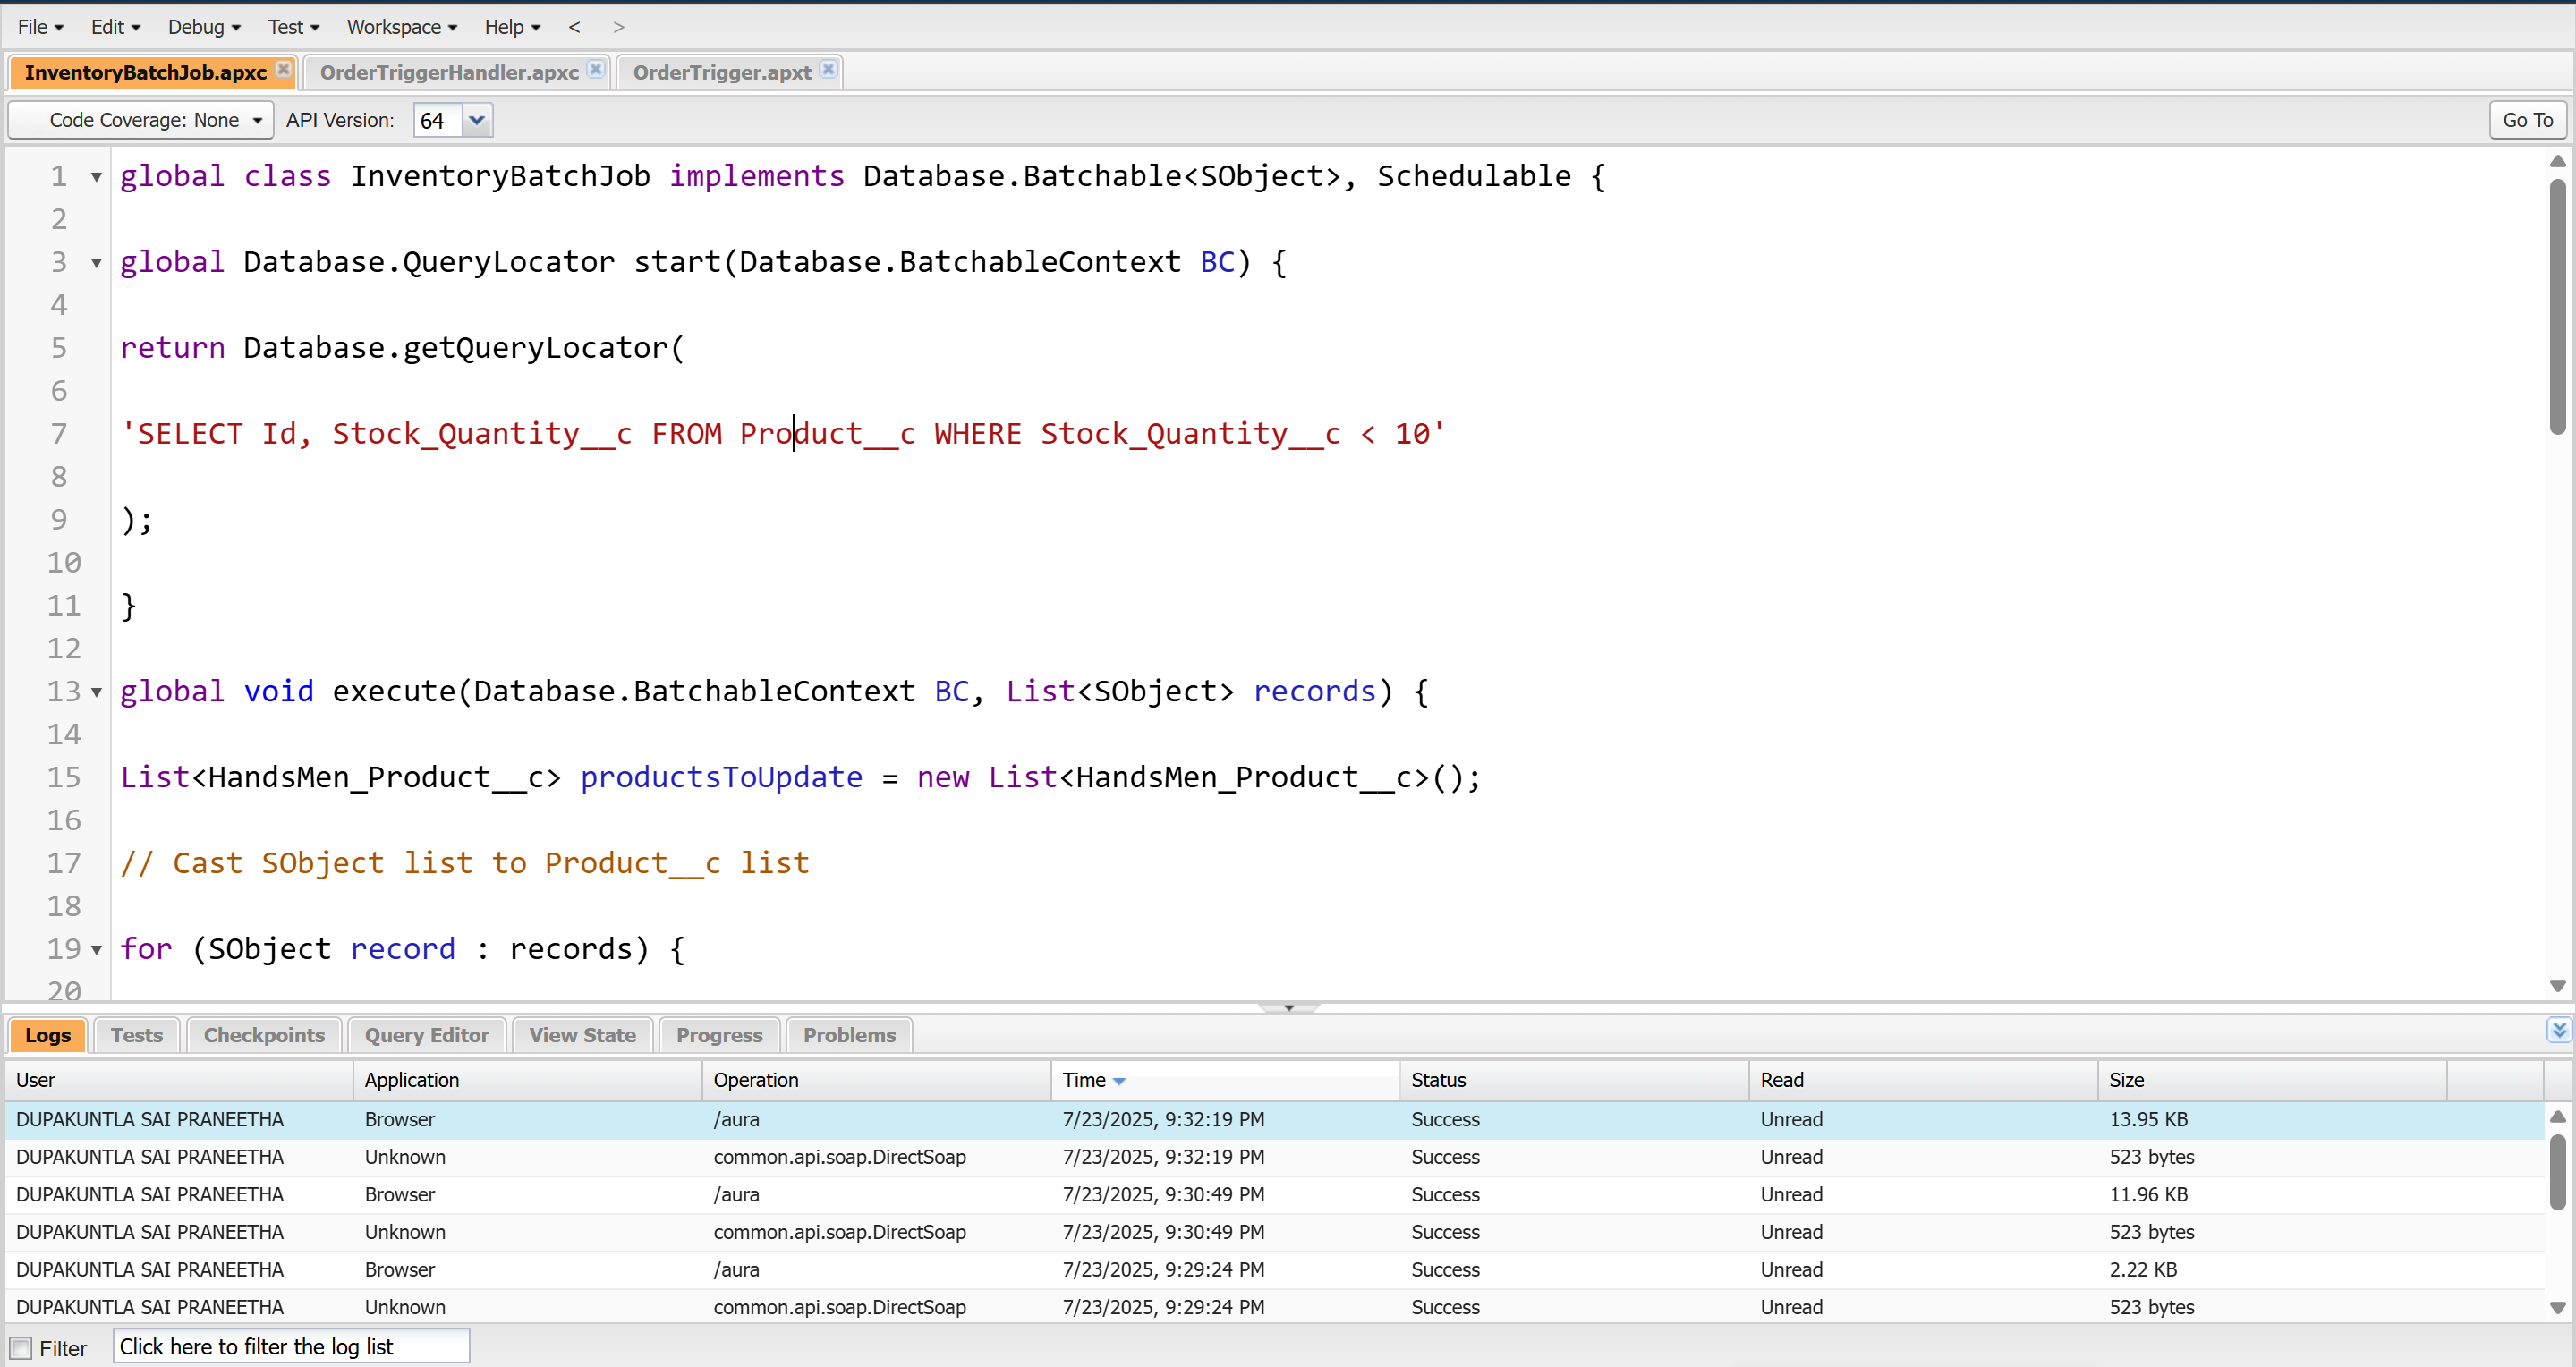 File Edit Debug Test Workspace Help < >
InventoryBatchJob.apxc OrderTriggerHandler.apxc OrderTrigger.apxt
Code Coverage: None API Version: 64 Go To
1 global class InventoryBatchJob implements Database.Batchable<SObject>, Schedulable {
2
3 global Database.QueryLocator start(Database.BatchableContext BC) {
4
5 return Database.getQueryLocator(
6
7 'SELECT Id, Stock_Quantity__c FROM Product__c WHERE Stock_Quantity__c < 10'
8
9 );
10
11 }
12
13 global void execute(Database.BatchableContext BC, List<SObject> records) {
14
15 List<HandsMen_Product__c> productsToUpdate = new List<HandsMen_Product__c>();
16
17 // Cast SObject list to Product__c list
18
19 for (SObject record : records) {
20
Logs Tests Checkpoints Query Editor View State Progress Problems
User Application Operation Time Status Read Size
DUPAKUNTLA SAI PRANEETHA Browser /aura 7/23/2025, 9:32:19 PM Success Unread 13.95 KB
DUPAKUNTLA SAI PRANEETHA Unknown common.api.soap.DirectSoap 7/23/2025, 9:32:19 PM Success Unread 523 bytes
DUPAKUNTLA SAI PRANEETHA Browser /aura 7/23/2025, 9:30:49 PM Success Unread 11.96 KB
DUPAKUNTLA SAI PRANEETHA Unknown common.api.soap.DirectSoap 7/23/2025, 9:30:49 PM Success Unread 523 bytes
DUPAKUNTLA SAI PRANEETHA Browser /aura 7/23/2025, 9:29:24 PM Success Unread 2.22 KB
DUPAKUNTLA SAI PRANEETHA Unknown common.api.soap.DirectSoap 7/23/2025, 9:29:24 PM Success Unread 523 bytes
Filter Click here to filter the log list